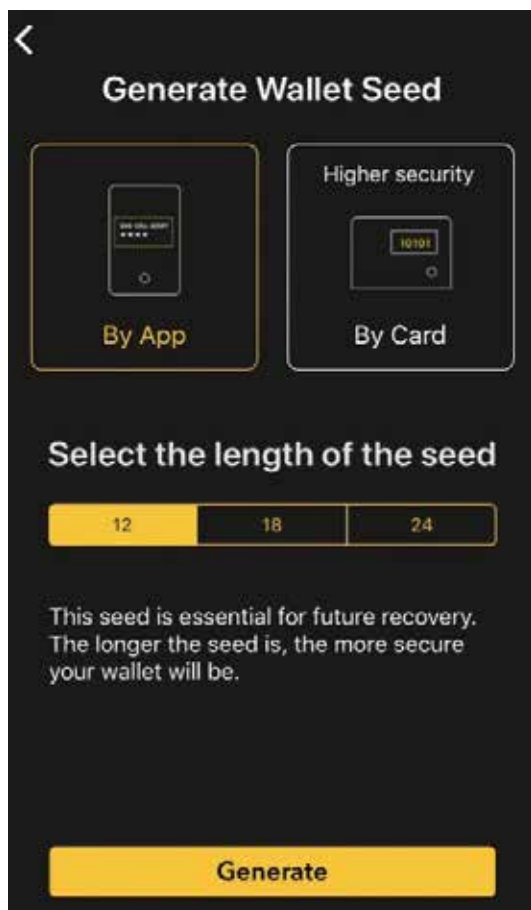 Generate Wallet Seed
Higher security
10101
By App
By Card
Select the length of the seed
12
18
24
This seed is essential for future recovery.
The longer the seed is, the more secure
your wallet will be.
Generate